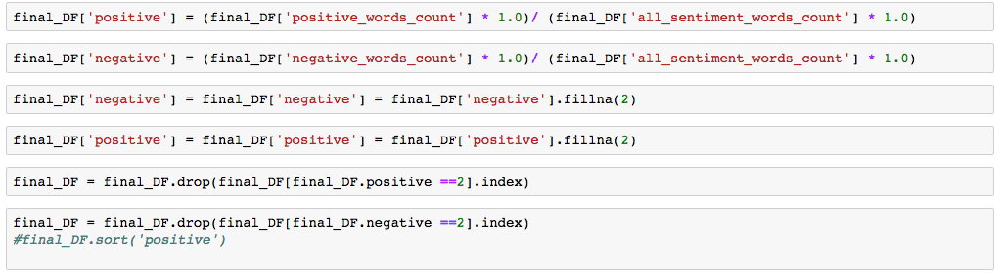 final_DF['positive'] = (final_DF['positive_words_count'] * 1.0)/ (final_DF['all_sentiment_words_count'] * 1.0)
final_DF['negative'] = (final_DF['negative_words_count'] * 1.0)/ (final_DF['all_sentiment_words_count'] * 1.0)
final_DF['negative'] = final_DF['negative'] = final_DF['negative'].fillna(2)
final_DF['positive'] = final_DF['positive'] = final_DF['positive'].fillna(2)
final_DF = final_DF.drop(final_DF[final_DF.positive ==2].index)
final_DF = final_DF.drop(final_DF[final_DF.negative ==2].index)
#final_DF.sort('positive')